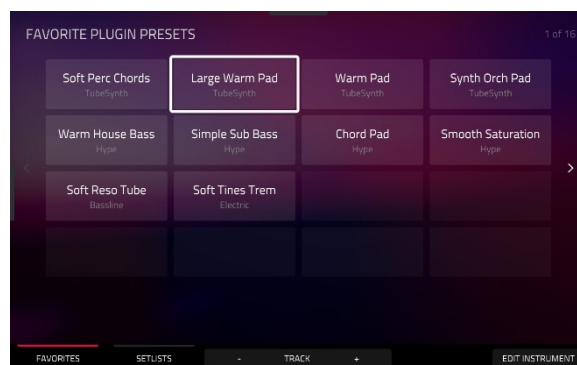 FAVORITE PLUGIN PRESETS 1 of 16
Soft Perc Chords Large Warm Pad Warm Pad Synth Orch Pad
TubeSynth TubeSynth TubeSynth TubeSynth
Warm House Bass Simple Sub Bass Chord Pad Smooth Saturation
Hype Hype Hype Hype
Soft Reso Tube Soft Tines Trem
Bassline Electric
FAVORITES SETLISTS - TRACK + EDIT INSTRUMENT